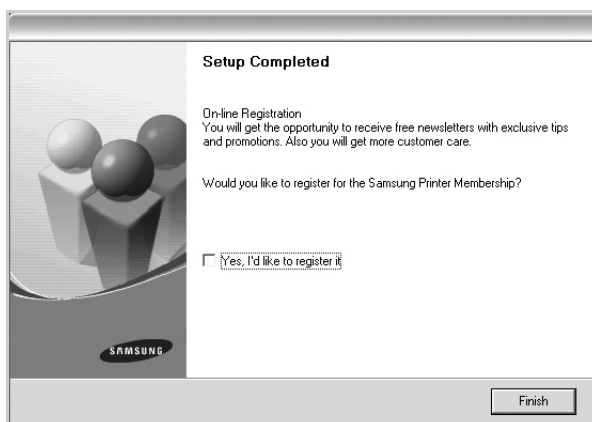 Setup Completed
On-line Registration
You will get the opportunity to receive free newsletters with exclusive tips
and promotions. Also you will get more customer care.
Would you like to register for the Samsung Printer Membership?
Yes, I'd like to register it
SAMSUNG
Finish